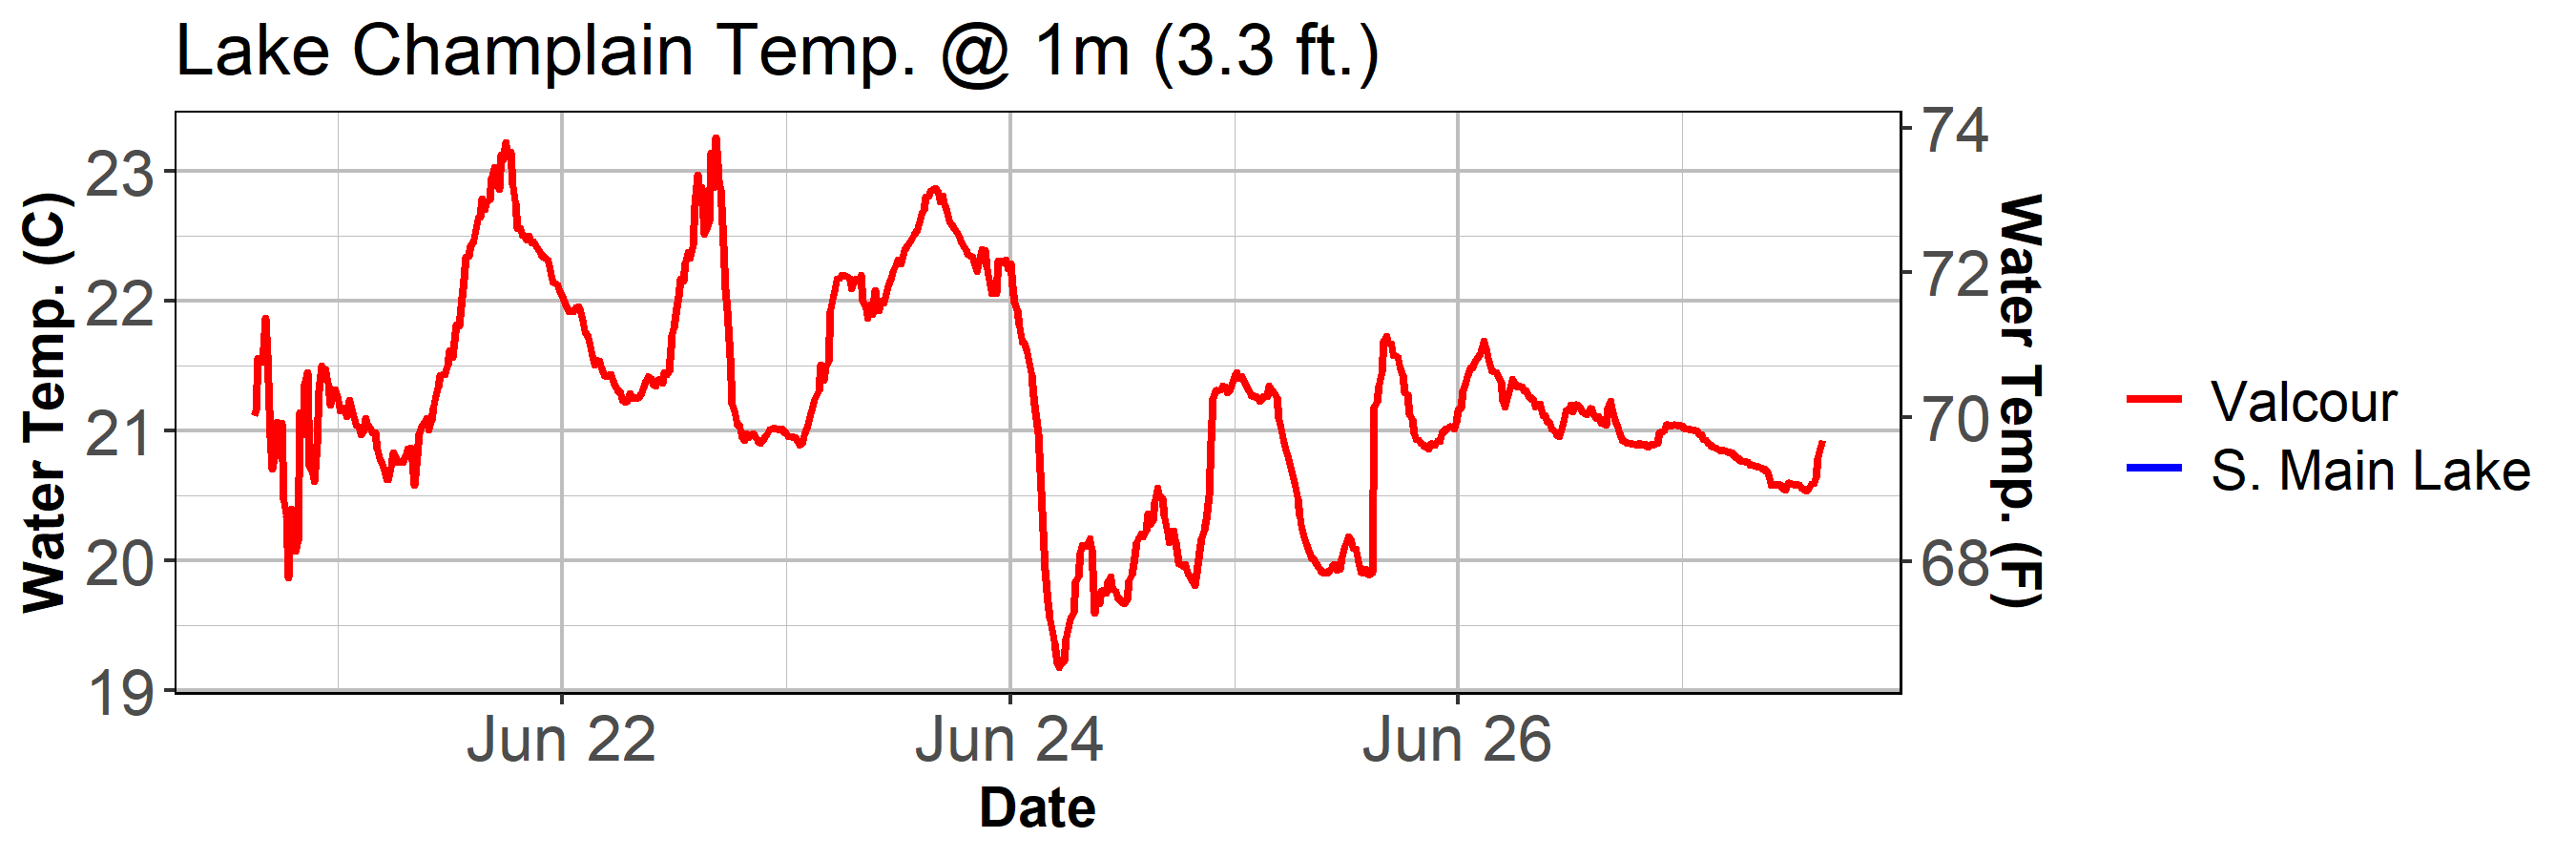 Lake Champlain Temp. @ 1m (3.3 ft.)
Water Temp. (C)
23
22
21
20
19
74
72
70
68
Water Temp. (F)
Jun 22
Jun 24
Jun 26
Date
Valcour
S. Main Lake